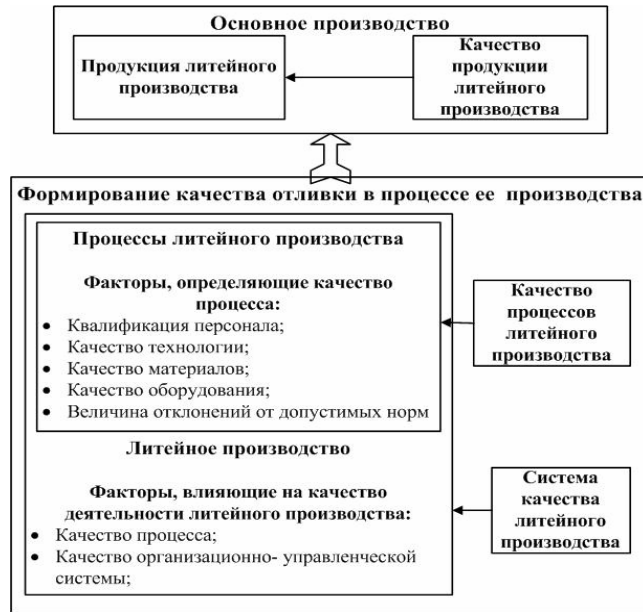 Основное производство
Продукция литейного
производства
Качество
продукции
литейного
производства
Формирование качества отливки в процессе ее производства
Процессы литейного производства
Факторы, определяющие качество
процесса:
• Квалификация персонала;
• Качество технологии;
• Качество материалов;
• Качество оборудования;
• Величина отклонений от допустимых норм
Качество
процессов
литейного
производства
Литейное производство
Факторы, влияющие на качество
деятельности литейного производства:
• Качество процесса;
• Качество организационно- управленческой
системы;
Система
качества
литейного
производства